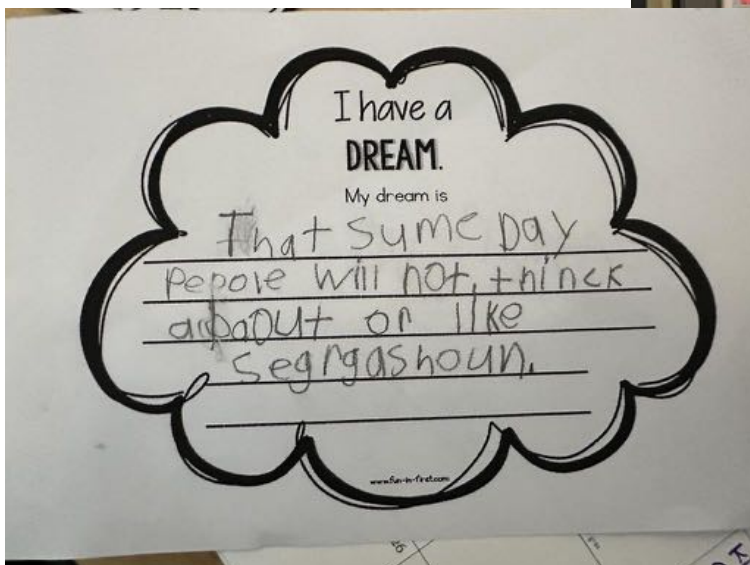 I have a
DREAM.
My dream is
That sume Day
pepole will not thinck
abaout or like
segrgashoun.
www.fun-in-first.com